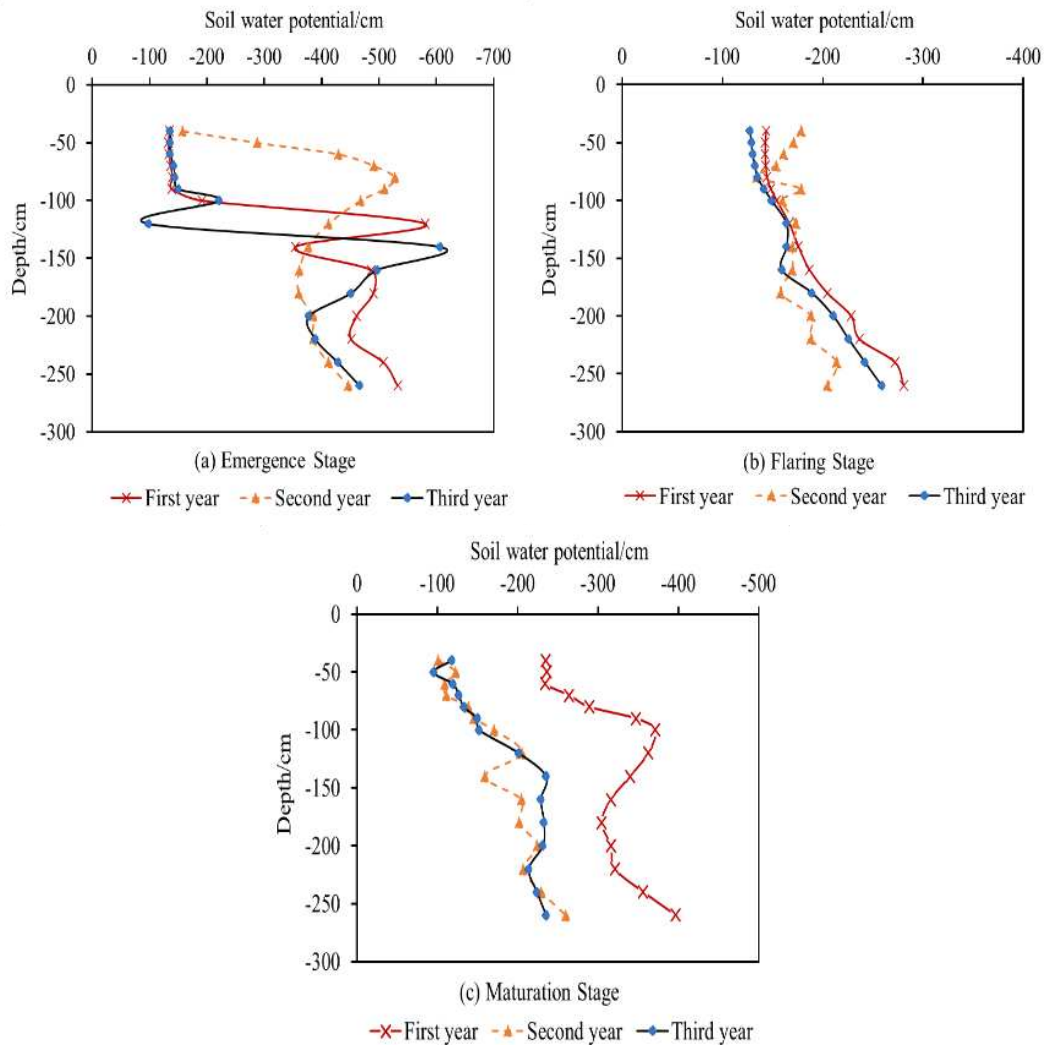 Soil water potential/cm
0 -100 -200 -300 -400 -500 -600 -700
0
-50
-100
-150
-200
-250
-300
Depth/cm
(a) Emergence Stage
First year Second year Third year
Soil water potential/cm
0 -100 -200 -300 -400
0
-50
-100
-150
-200
-250
-300
Depth/cm
(b) Flaring Stage
First year Second year Third year
Soil water potential/cm
0 -100 -200 -300 -400 -500
0
-50
-100
-150
-200
-250
-300
Depth/cm
(c) Maturation Stage
First year Second year Third year